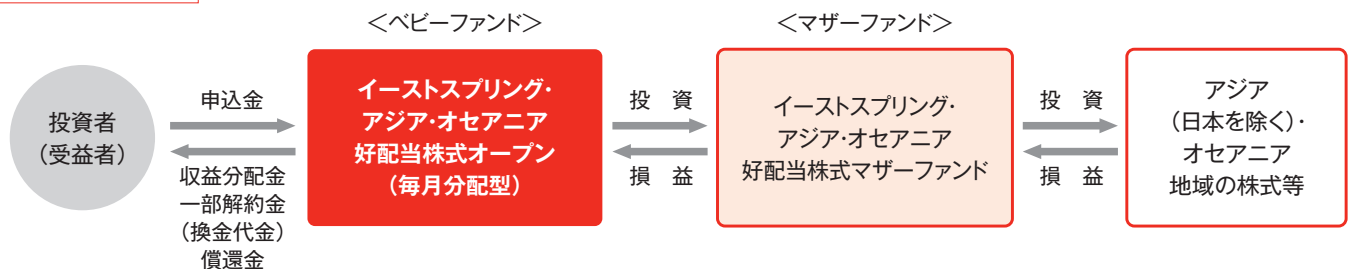 ＜ベビーファンド＞
＜マザーファンド＞
投資者
（受益者）
申込金
収益分配金
一部解約金
（換金代金）
償還金
イーストスプリング・
アジア・オセアニア
好配当株式オープン
（毎月分配型）
投 資
損 益
イーストスプリング・
アジア・オセアニア
好配当株式マザーファンド
投 資
損 益
アジア
（日本を除く）・
オセアニア
地域の株式等